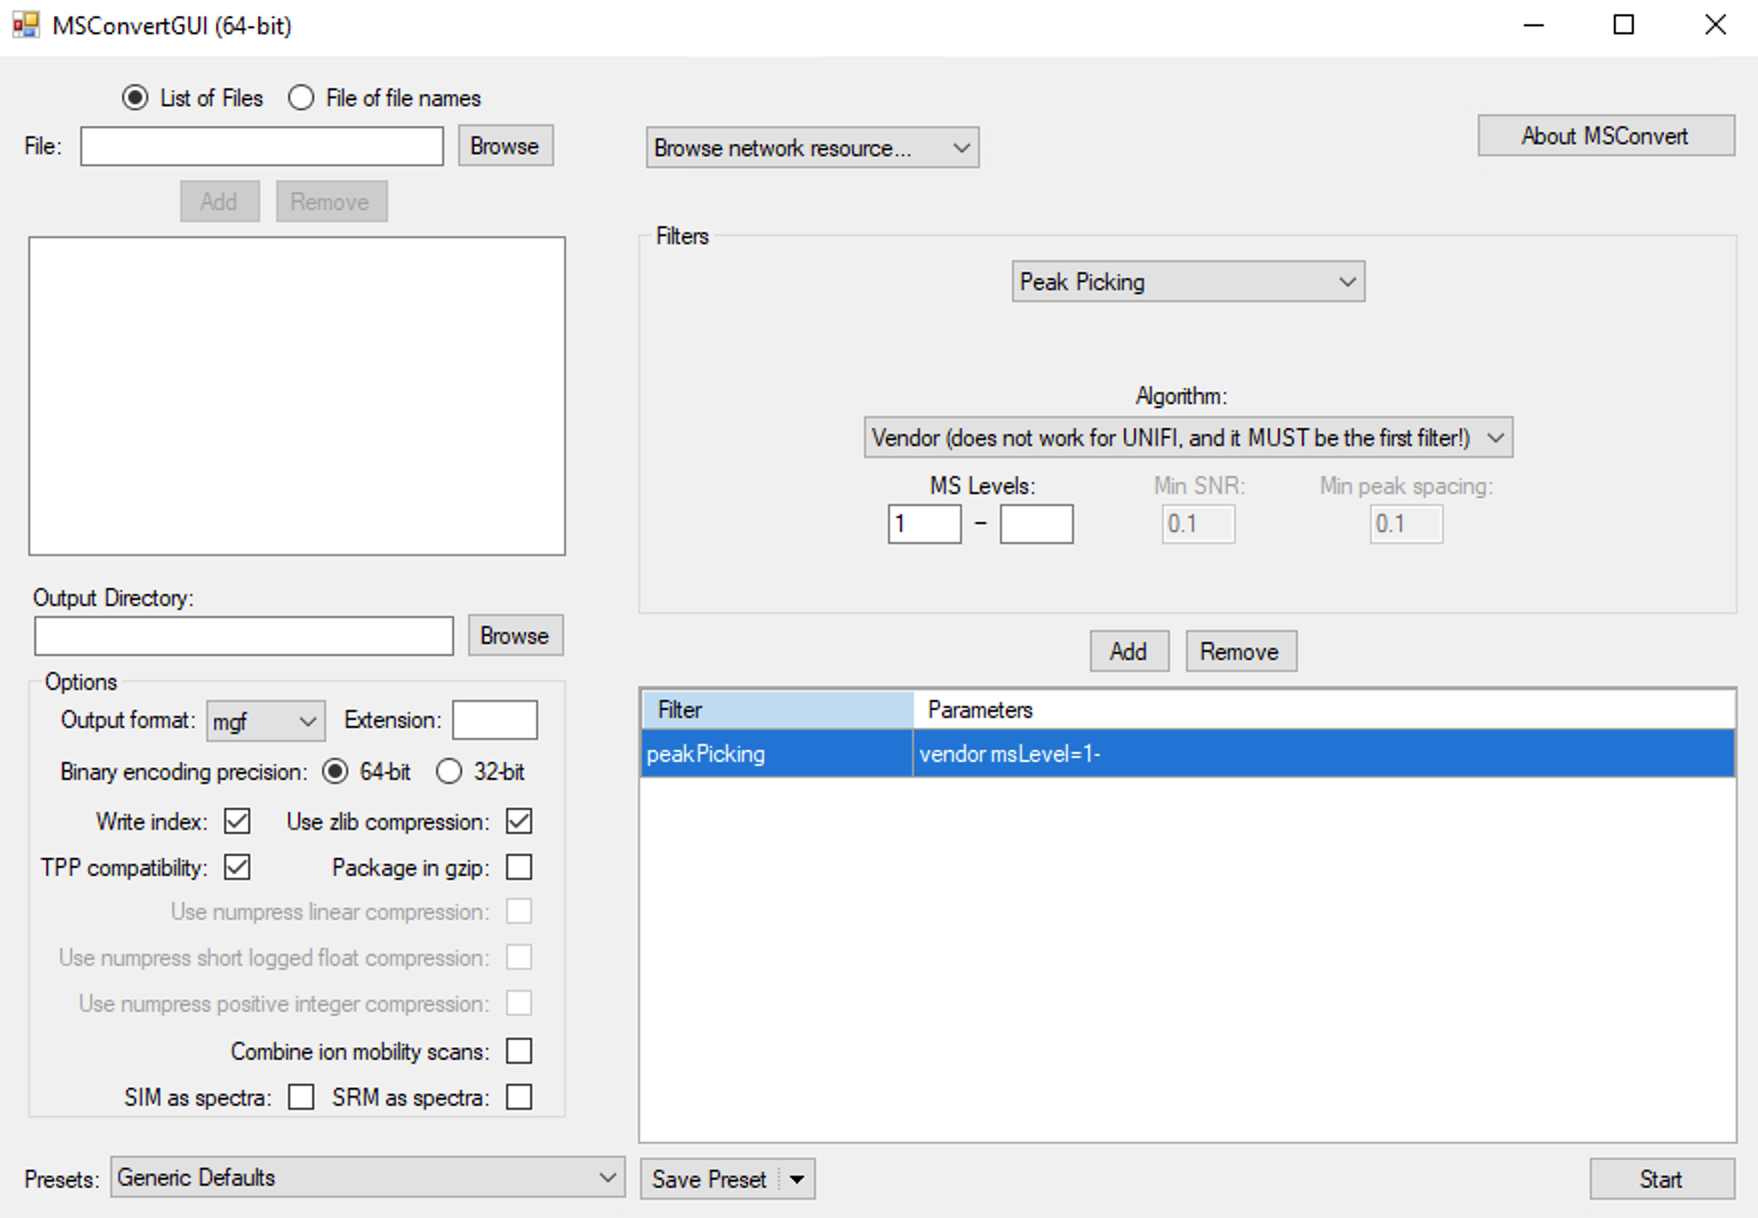 MSConvertGUI (64-bit)
List of Files File of file names
File: Browse
Add Remove
Browse network resource...
About MSConvert
Filters
Peak Picking
Algorithm:
Vendor (does not work for UNIFI, and it MUST be the first filter!)
MS Levels: Min SNR: Min peak spacing:
1 - 0.1 0.1
Add Remove
Filter Parameters
peakPicking vendor msLevel=1-
Output Directory:
Browse
Options
Output format: mgf Extension:
Binary encoding precision: 64-bit 32-bit
Write index: Use zlib compression:
TPP compatibility: Package in gzip:
Use numpress linear compression:
Use numpress short logged float compression:
Use numpress positive integer compression:
Combine ion mobility scans:
SIM as spectra: SRM as spectra:
Presets: Generic Defaults Save Preset Start